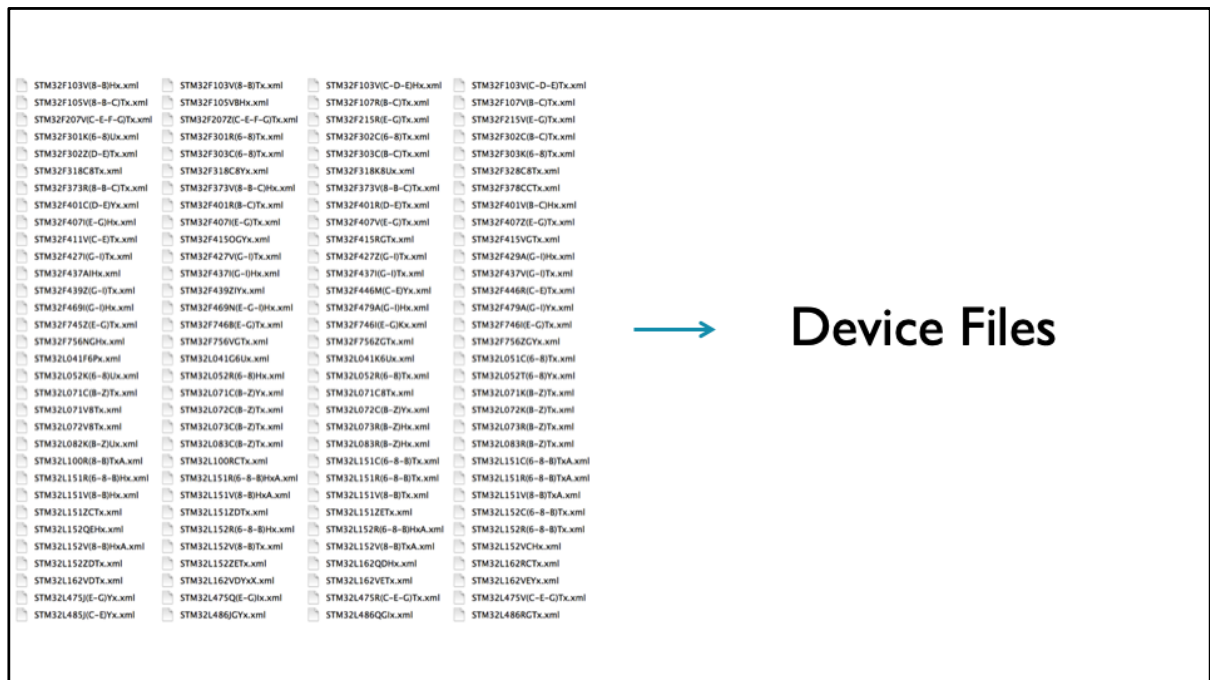 STM32F103V(8-B)Hx.xml STM32F103V(8-B)Tx.xml STM32F103V(C-D-E)Hx.xml STM32F103V(C-D-E)Tx.xml
STM32F105V(8-B-C)Tx.xml STM32F105VBHx.xml STM32F107R(B-C)Tx.xml STM32F107V(B-C)Tx.xml
STM32F207V(C-E-F-G)Tx.xml STM32F207Z(C-E-F-G)Tx.xml STM32F215R(E-G)Tx.xml STM32F215V(E-G)Tx.xml
STM32F301K(6-8)Ux.xml STM32F301R(6-8)Tx.xml STM32F302C(6-8)Tx.xml STM32F302C(B-C)Tx.xml
STM32F302Z(D-E)Tx.xml STM32F303C(6-8)Tx.xml STM32F303C(B-C)Tx.xml STM32F303K(6-8)Tx.xml
STM32F318C8Tx.xml STM32F318C8Yx.xml STM32F318K8Ux.xml STM32F328C8Tx.xml
STM32F373R(8-B-C)Tx.xml STM32F373V(8-B-C)Hx.xml STM32F373V(8-B-C)Tx.xml STM32F378CCTx.xml
STM32F401C(D-E)Yx.xml STM32F401R(B-C)Tx.xml STM32F401R(D-E)Tx.xml STM32F401V(B-C)Hx.xml
STM32F407I(E-G)Hx.xml STM32F407I(E-G)Tx.xml STM32F407V(E-G)Tx.xml STM32F407Z(E-G)Tx.xml
STM32F411V(C-E)Tx.xml STM32F415OGYx.xml STM32F415RGTx.xml STM32F415VGTx.xml
STM32F427I(G-I)Tx.xml STM32F427V(G-I)Tx.xml STM32F427Z(G-I)Tx.xml STM32F429A(G-I)Hx.xml
STM32F437AIHx.xml STM32F437I(G-I)Hx.xml STM32F437I(G-I)Tx.xml STM32F437V(G-I)Tx.xml
STM32F439Z(G-I)Tx.xml STM32F439ZIYx.xml STM32F446M(C-E)Yx.xml STM32F446R(C-E)Tx.xml
STM32F469I(G-I)Hx.xml STM32F469N(E-G-I)Hx.xml STM32F479A(G-I)Hx.xml STM32F479A(G-I)Yx.xml
STM32F745Z(E-G)Tx.xml STM32F746B(E-G)Tx.xml STM32F746I(E-G)Kx.xml STM32F746I(E-G)Tx.xml
STM32F756NGHx.xml STM32F756VGTx.xml STM32F756ZGTx.xml STM32F756ZGYx.xml
STM32L041F6Px.xml STM32L041G6Ux.xml STM32L041K6Ux.xml STM32L051C(6-8)Tx.xml
STM32L052K(6-8)Ux.xml STM32L052R(6-8)Hx.xml STM32L052R(6-8)Tx.xml STM32L052T(6-8)Yx.xml
STM32L071C(B-Z)Tx.xml STM32L071C(B-Z)Yx.xml STM32L071C8Tx.xml STM32L071K(B-Z)Tx.xml
STM32L071V8Tx.xml STM32L072C(B-Z)Tx.xml STM32L072C(B-Z)Yx.xml STM32L072K(B-Z)Tx.xml
STM32L072V8Tx.xml STM32L073C(B-Z)Tx.xml STM32L073R(B-Z)Hx.xml STM32L073R(B-Z)Tx.xml
STM32L082K(B-Z)Ux.xml STM32L083C(B-Z)Tx.xml STM32L083R(B-Z)Hx.xml STM32L083R(B-Z)Tx.xml
STM32L100R(8-B)TxA.xml STM32L100RCTx.xml STM32L151C(6-8-B)Tx.xml STM32L151C(6-8-B)TxA.xml
STM32L151R(6-8-B)Hx.xml STM32L151R(6-8-B)HxA.xml STM32L151R(6-8-B)Tx.xml STM32L151R(6-8-B)TxA.xml
STM32L151V(8-B)Hx.xml STM32L151V(8-B)HxA.xml STM32L151V(8-B)Tx.xml STM32L151V(8-B)TxA.xml
STM32L151ZCTx.xml STM32L151ZDTx.xml STM32L151ZETx.xml STM32L152C(6-8-B)Tx.xml
STM32L152QEHx.xml STM32L152R(6-8-B)Hx.xml STM32L152R(6-8-B)HxA.xml STM32L152R(6-8-B)Tx.xml
STM32L152V(8-B)HxA.xml STM32L152V(8-B)Tx.xml STM32L152V(8-B)TxA.xml STM32L152VCHx.xml
STM32L152ZDTx.xml STM32L152ZETx.xml STM32L162QDHx.xml STM32L162RCTx.xml
STM32L162VDTx.xml STM32L162VDYxX.xml STM32L162VETx.xml STM32L162VEYx.xml
STM32L475J(E-G)Yx.xml STM32L475Q(E-G)Ix.xml STM32L475R(C-E-G)Tx.xml STM32L475V(C-E-G)Tx.xml
STM32L485J(C-E)Yx.xml STM32L486JGYx.xml STM32L486QGIx.xml STM32L486RGTx.xml
Device Files